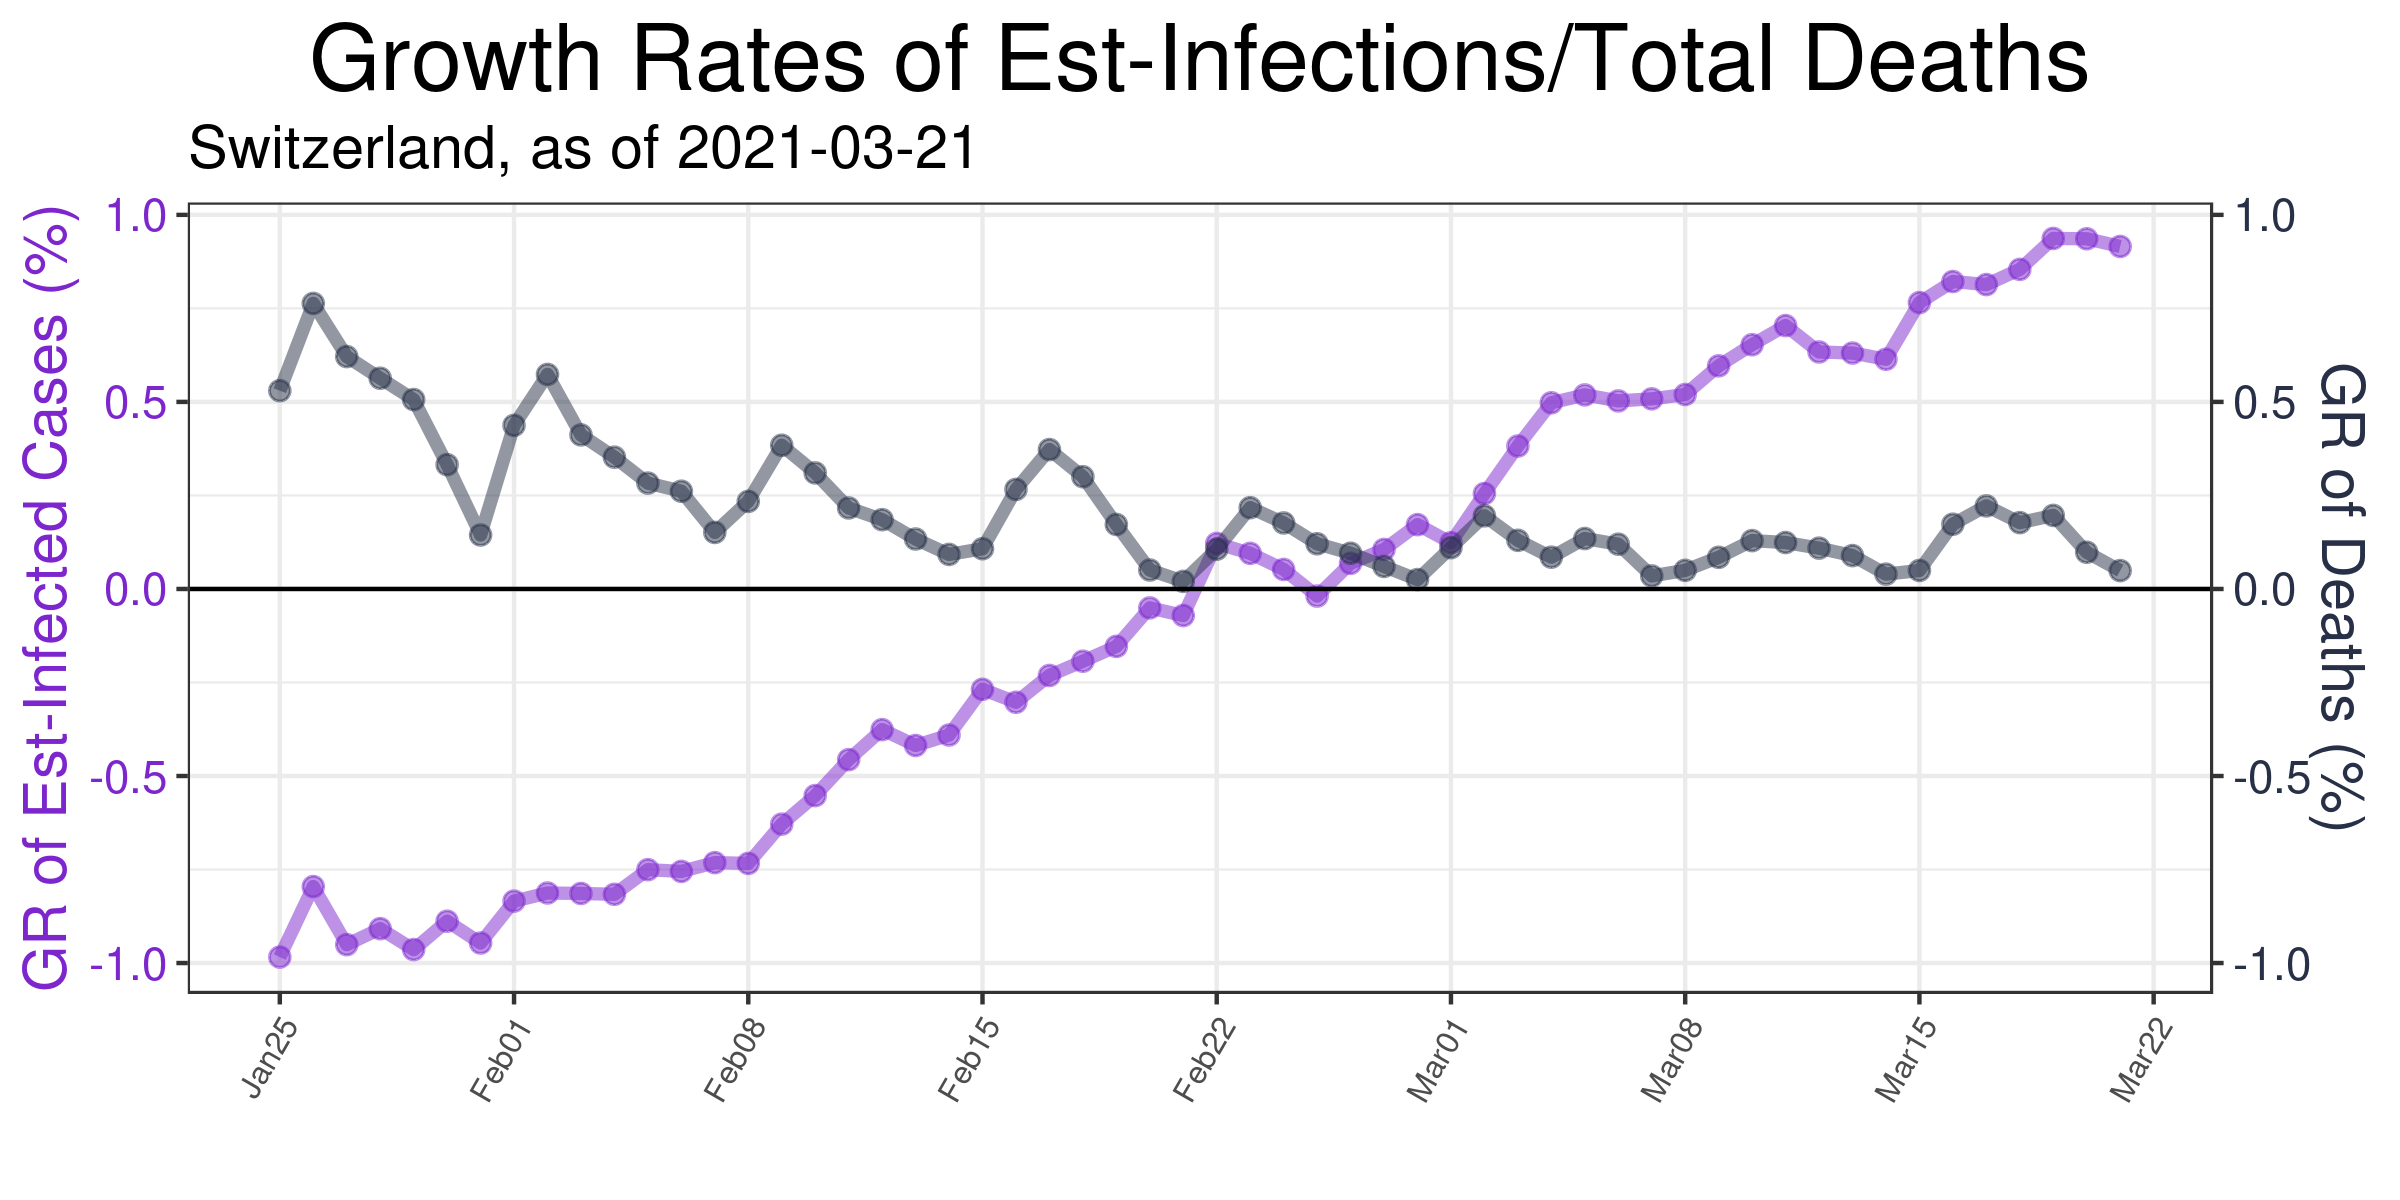 Growth Rates of Est-Infections/Total Deaths
Switzerland, as of 2021-03-21
GR of Est-Infected Cases (%)
1.0
0.5
0.0
-0.5
-1.0
1.0
0.5
0.0
-0.5
-1.0
GR of Deaths (%)
Jan25
Feb01
Feb08
Feb15
Feb22
Mar01
Mar08
Mar15
Mar22